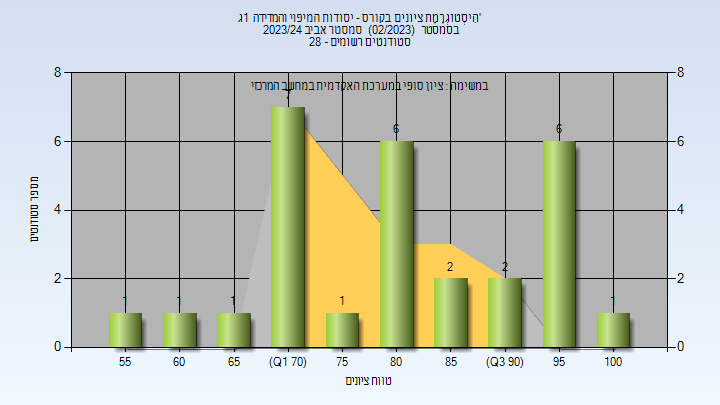 היסטוגרמת ציונים בקורס - יסודות המיפוי והמדידה 1ג'
בסמסטר (02/2023) סמסטר אביב 2023/24
סטודנטים רשומים - 28
במשימה : ציון סופי במערכת האקדמית במחשב המרכזי
8 8
7
6 6 6 6
מספר סטודנטים
4 4
2 2 2 2
1 1 1 1 1
0 0
55 60 65 (Q1 70) 75 80 85 (Q3 90) 95 100
טווח ציונים